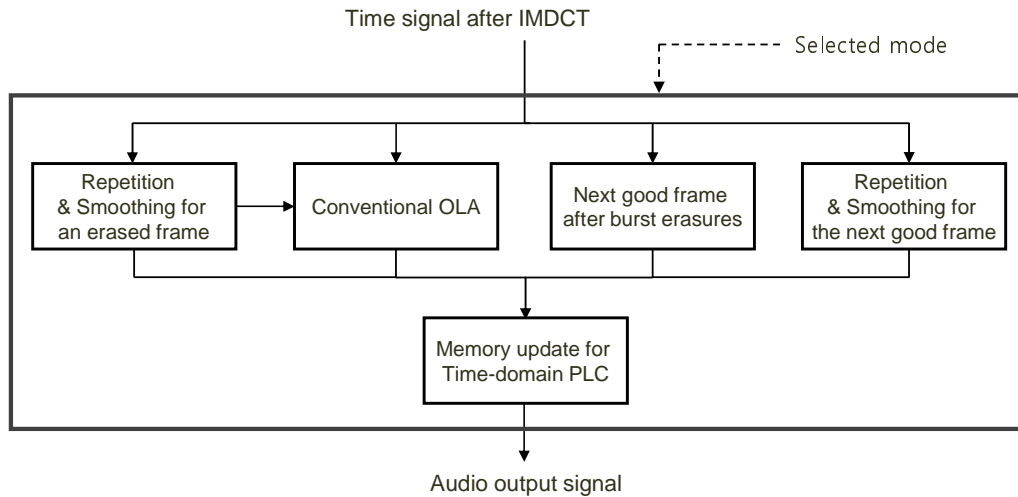 Time signal after IMDCT
Selected mode
Repetition
& Smoothing for
an erased frame
Conventional OLA
Next good frame
after burst erasures
Repetition
& Smoothing for
the next good frame
Memory update for
Time-domain PLC
Audio output signal